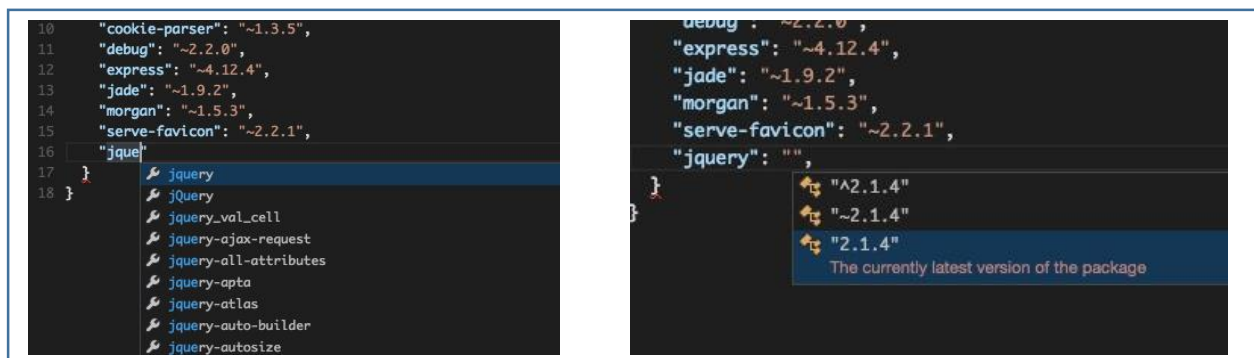 10 "cookie-parser": "~1.3.5",
11 "debug": "~2.2.0",
12 "express": "~4.12.4",
13 "jade": "~1.9.2",
14 "morgan": "~1.5.3",
15 "serve-favicon": "~2.2.1",
16 "jque"
17 }
jquery
18 }
jQuery
jquery_val_cell
jquery-ajax-request
jquery-all-attributes
jquery-apta
jquery-atlas
jquery-auto-builder
jquery-autosize
"debug": "~2.2.0",
"express": "~4.12.4",
"jade": "~1.9.2",
"morgan": "~1.5.3",
"serve-favicon": "~2.2.1",
"jquery": "",
}
"^2.1.4"
}
"~2.1.4"
"2.1.4"
The currently latest version of the package